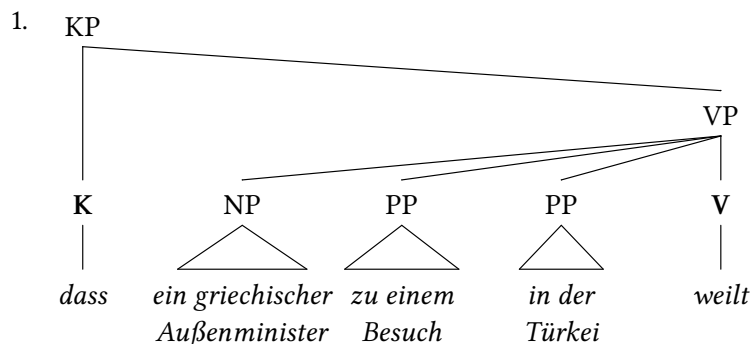 1. KP
VP
K NP PP PP V
dass ein griechischer zu einem in der weilt
Außenminister Besuch Türkei